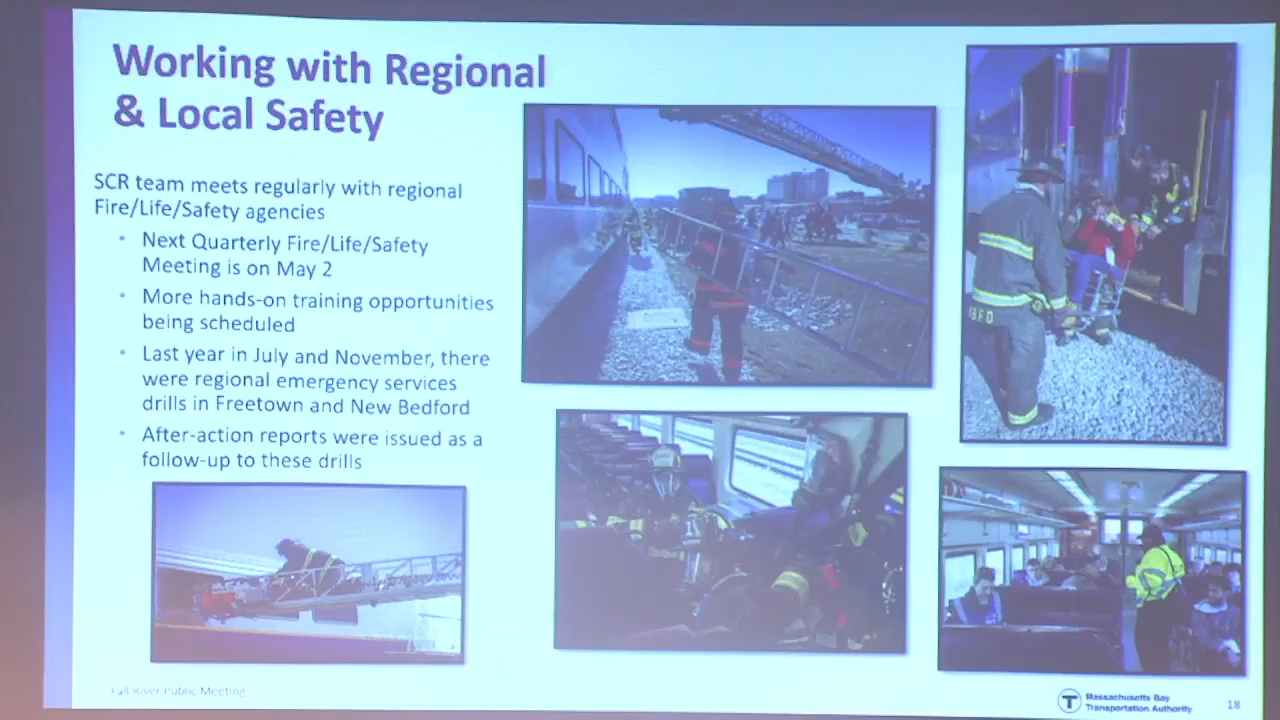 Working with Regional
& Local Safety
SCR team meets regularly with regional
Fire/Life/Safety agencies
• Next Quarterly Fire/Life/Safety
Meeting is on May 2
• More hands-on training opportunities
being scheduled
• Last year in July and November, there
were regional emergency services
drills in Freetown and New Bedford
• After-action reports were issued as a
follow-up to these drills
Fall River Public Meeting
T
Massachusetts Bay
Transportation Authority
18